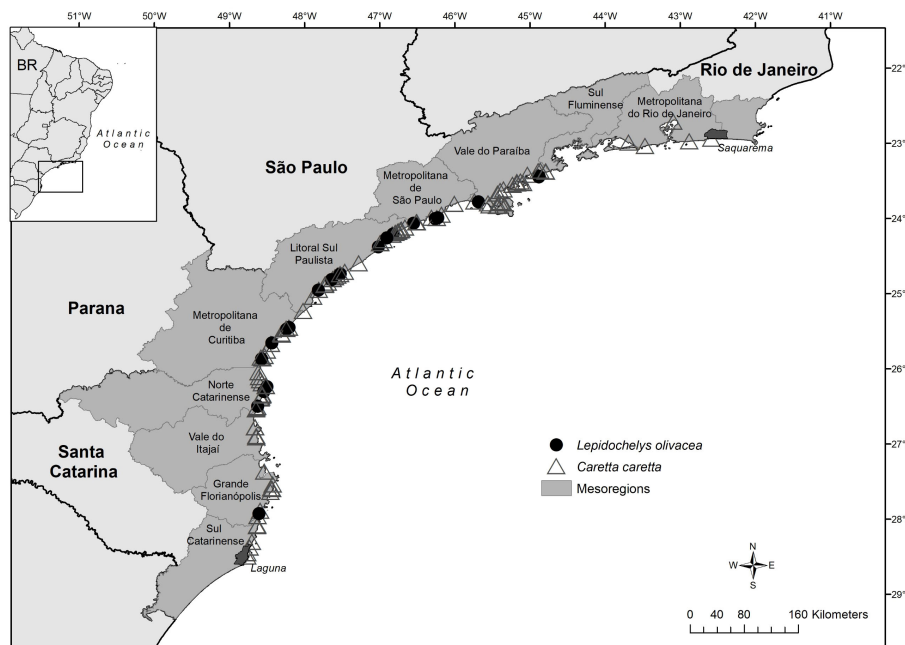 51°W 50°W 49°W 48°W 47°W 46°W 45°W 44°W 43°W 42°W 41°W
BR
Atlantic
Ocean
22°
Rio de Janeiro
Sul
Fluminense
Metropolitana
do Rio de Janeiro
23°
Saquarema
Vale do Paraíba
São Paulo
Metropolitana
de
São Paulo
24°
Litoral Sul
Paulista
25°
Parana
Metropolitana
de
Curitiba
26°
Atlantic
Ocean
Norte
Catarinense
27°
Vale do
Itajaí
Santa
Catarina
Lepidochelys olivacea
Caretta caretta
Mesoregions
Grande
Florianópolis
28°
Sul
Catarinense
Laguna
N
W E
S
29°
0 40 80 160 Kilometers